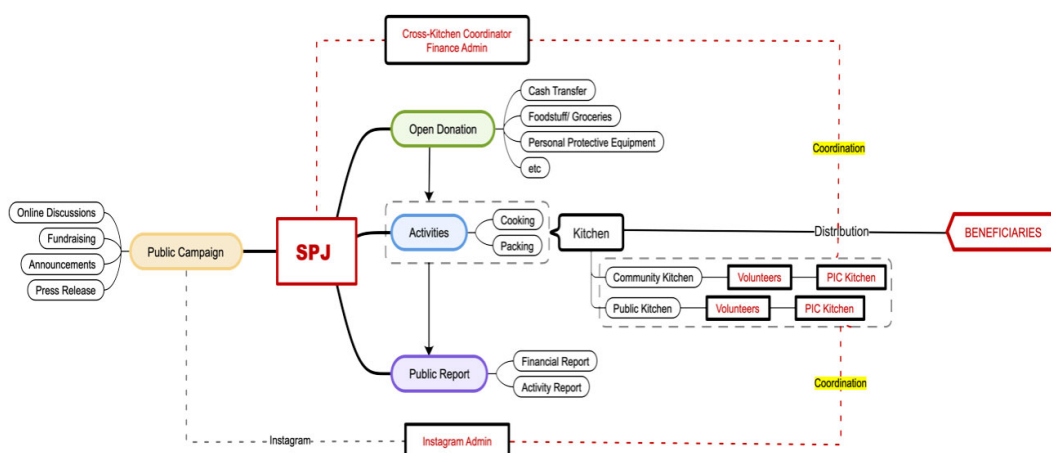 Cross-Kitchen Coordinator
Finance Admin
Cash Transfer
Foodstuff/ Groceries
Open Donation
Personal Protective Equipment
etc
Coordination
Online Discussions
Fundraising
Announcements
Press Release
Public Campaign
SPJ
Activities
Cooking
Packing
Kitchen
Distribution
BENEFICIARIES
Community Kitchen
Volunteers
PIC Kitchen
Public Kitchen
Volunteers
PIC Kitchen
Public Report
Financial Report
Activity Report
Coordination
Instagram
Instagram Admin